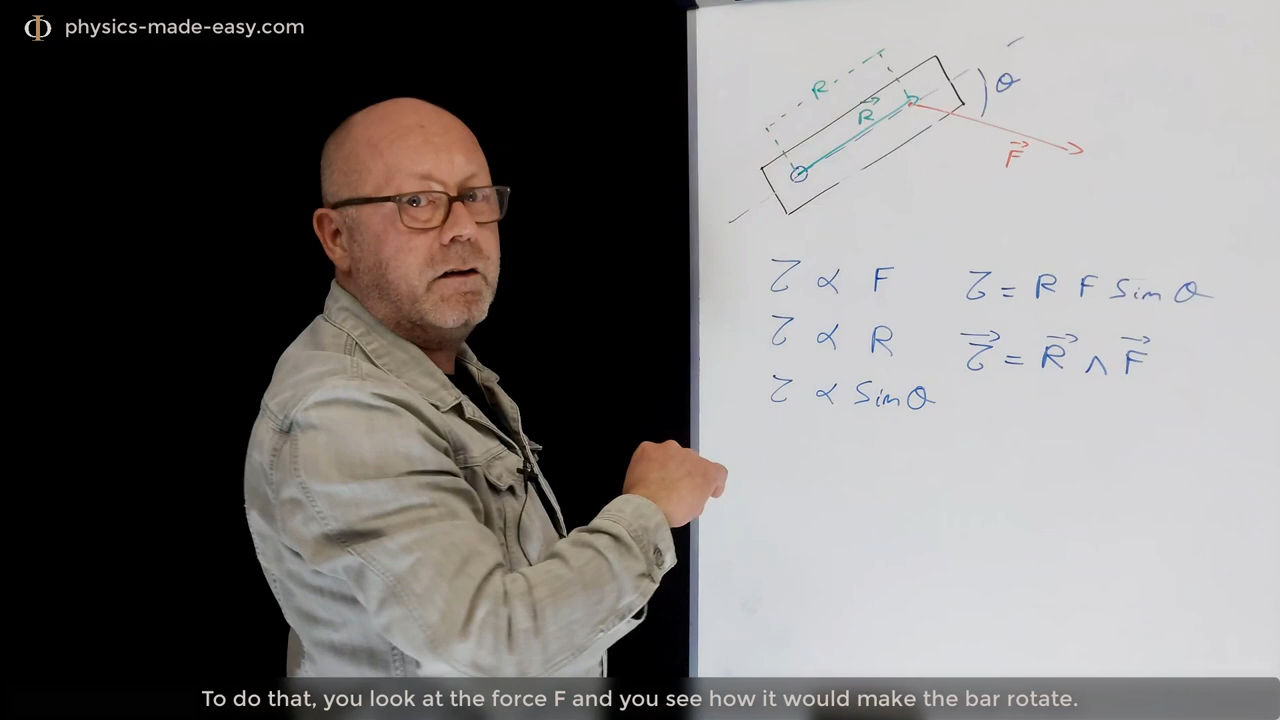 physics-made-easy.com
R
R⃗
θ
F⃗
τ ∝ F
τ = R F Sin θ
τ ∝ R
τ⃗ = R⃗ ∧ F⃗
τ ∝ Sin θ
To do that, you look at the force F and you see how it would make the bar rotate.